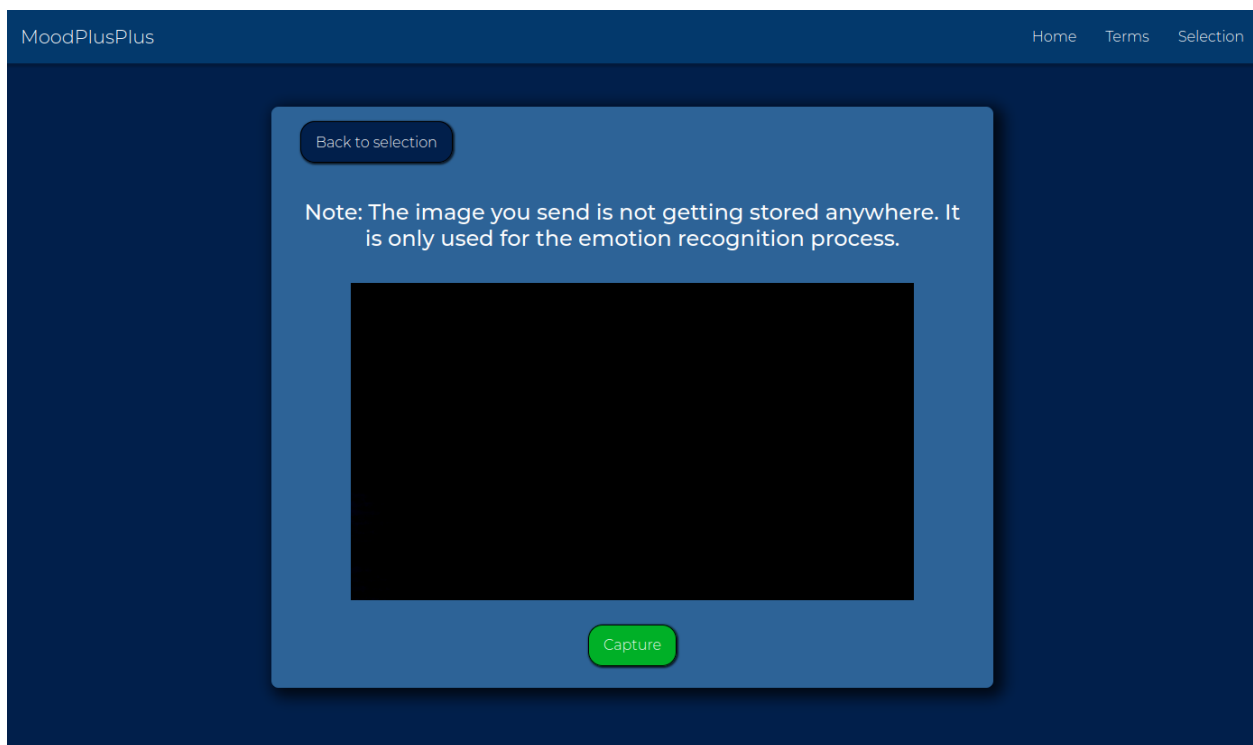 MoodPlusPlus
Home Terms Selection
Back to selection
Note: The image you send is not getting stored anywhere. It
is only used for the emotion recognition process.
Capture